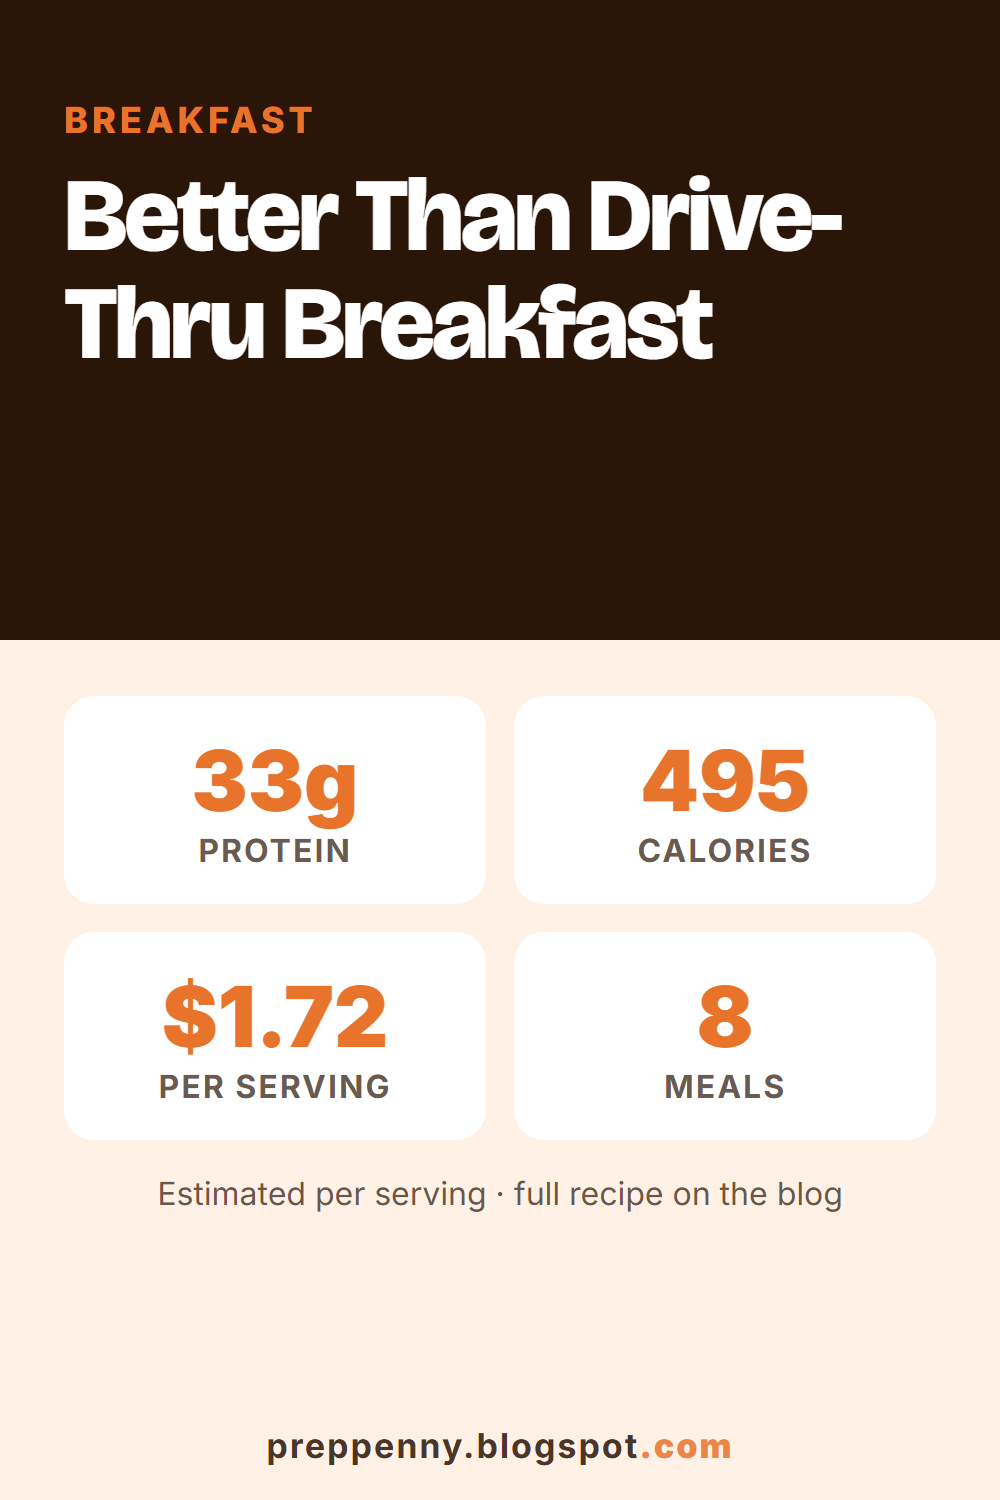 BREAKFAST
Better Than Drive-
Thru Breakfast
33g
PROTEIN
495
CALORIES
$1.72
PER SERVING
8
MEALS
Estimated per serving · full recipe on the blog
preppenny.blogspot.com